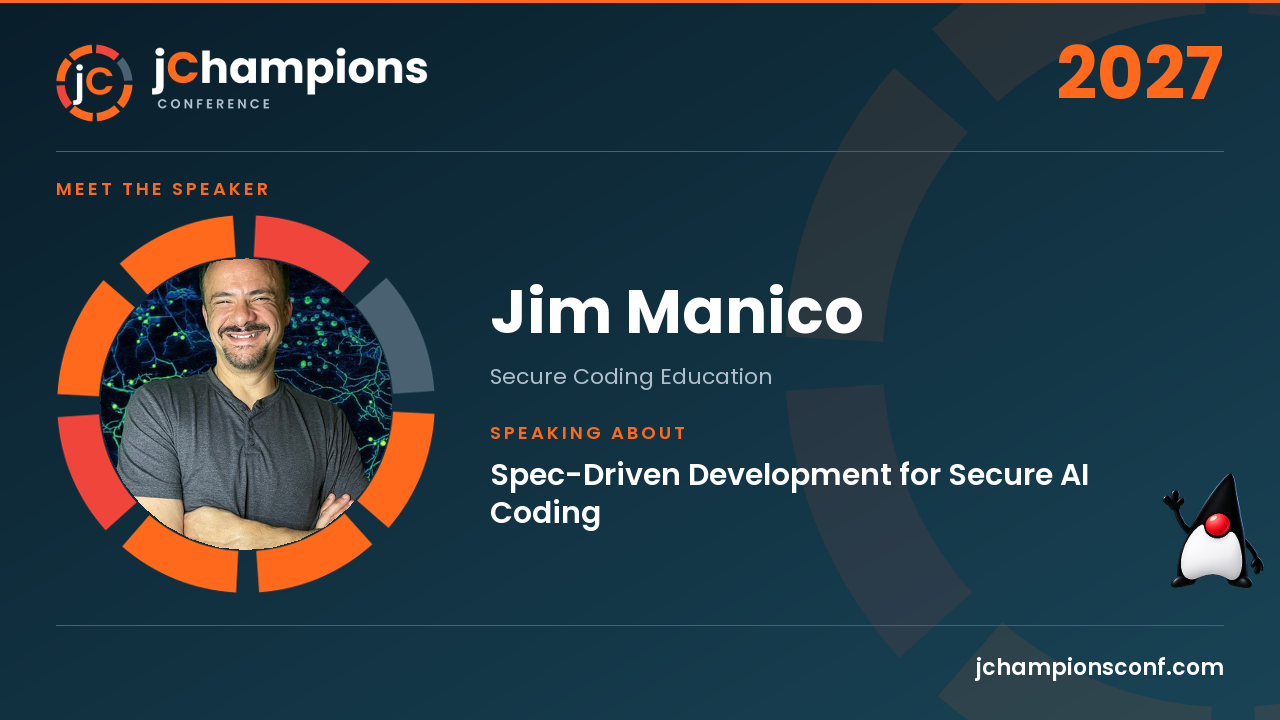 jC
jChampions
CONFERENCE
2027
MEET THE SPEAKER
Jim Manico
Secure Coding Education
SPEAKING ABOUT
Spec-Driven Development for Secure AI
Coding
jchampionsconf.com